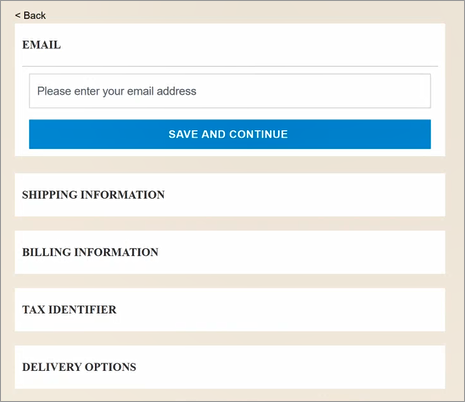 < Back
EMAIL
Please enter your email address
SAVE AND CONTINUE
SHIPPING INFORMATION
BILLING INFORMATION
TAX IDENTIFIER
DELIVERY OPTIONS